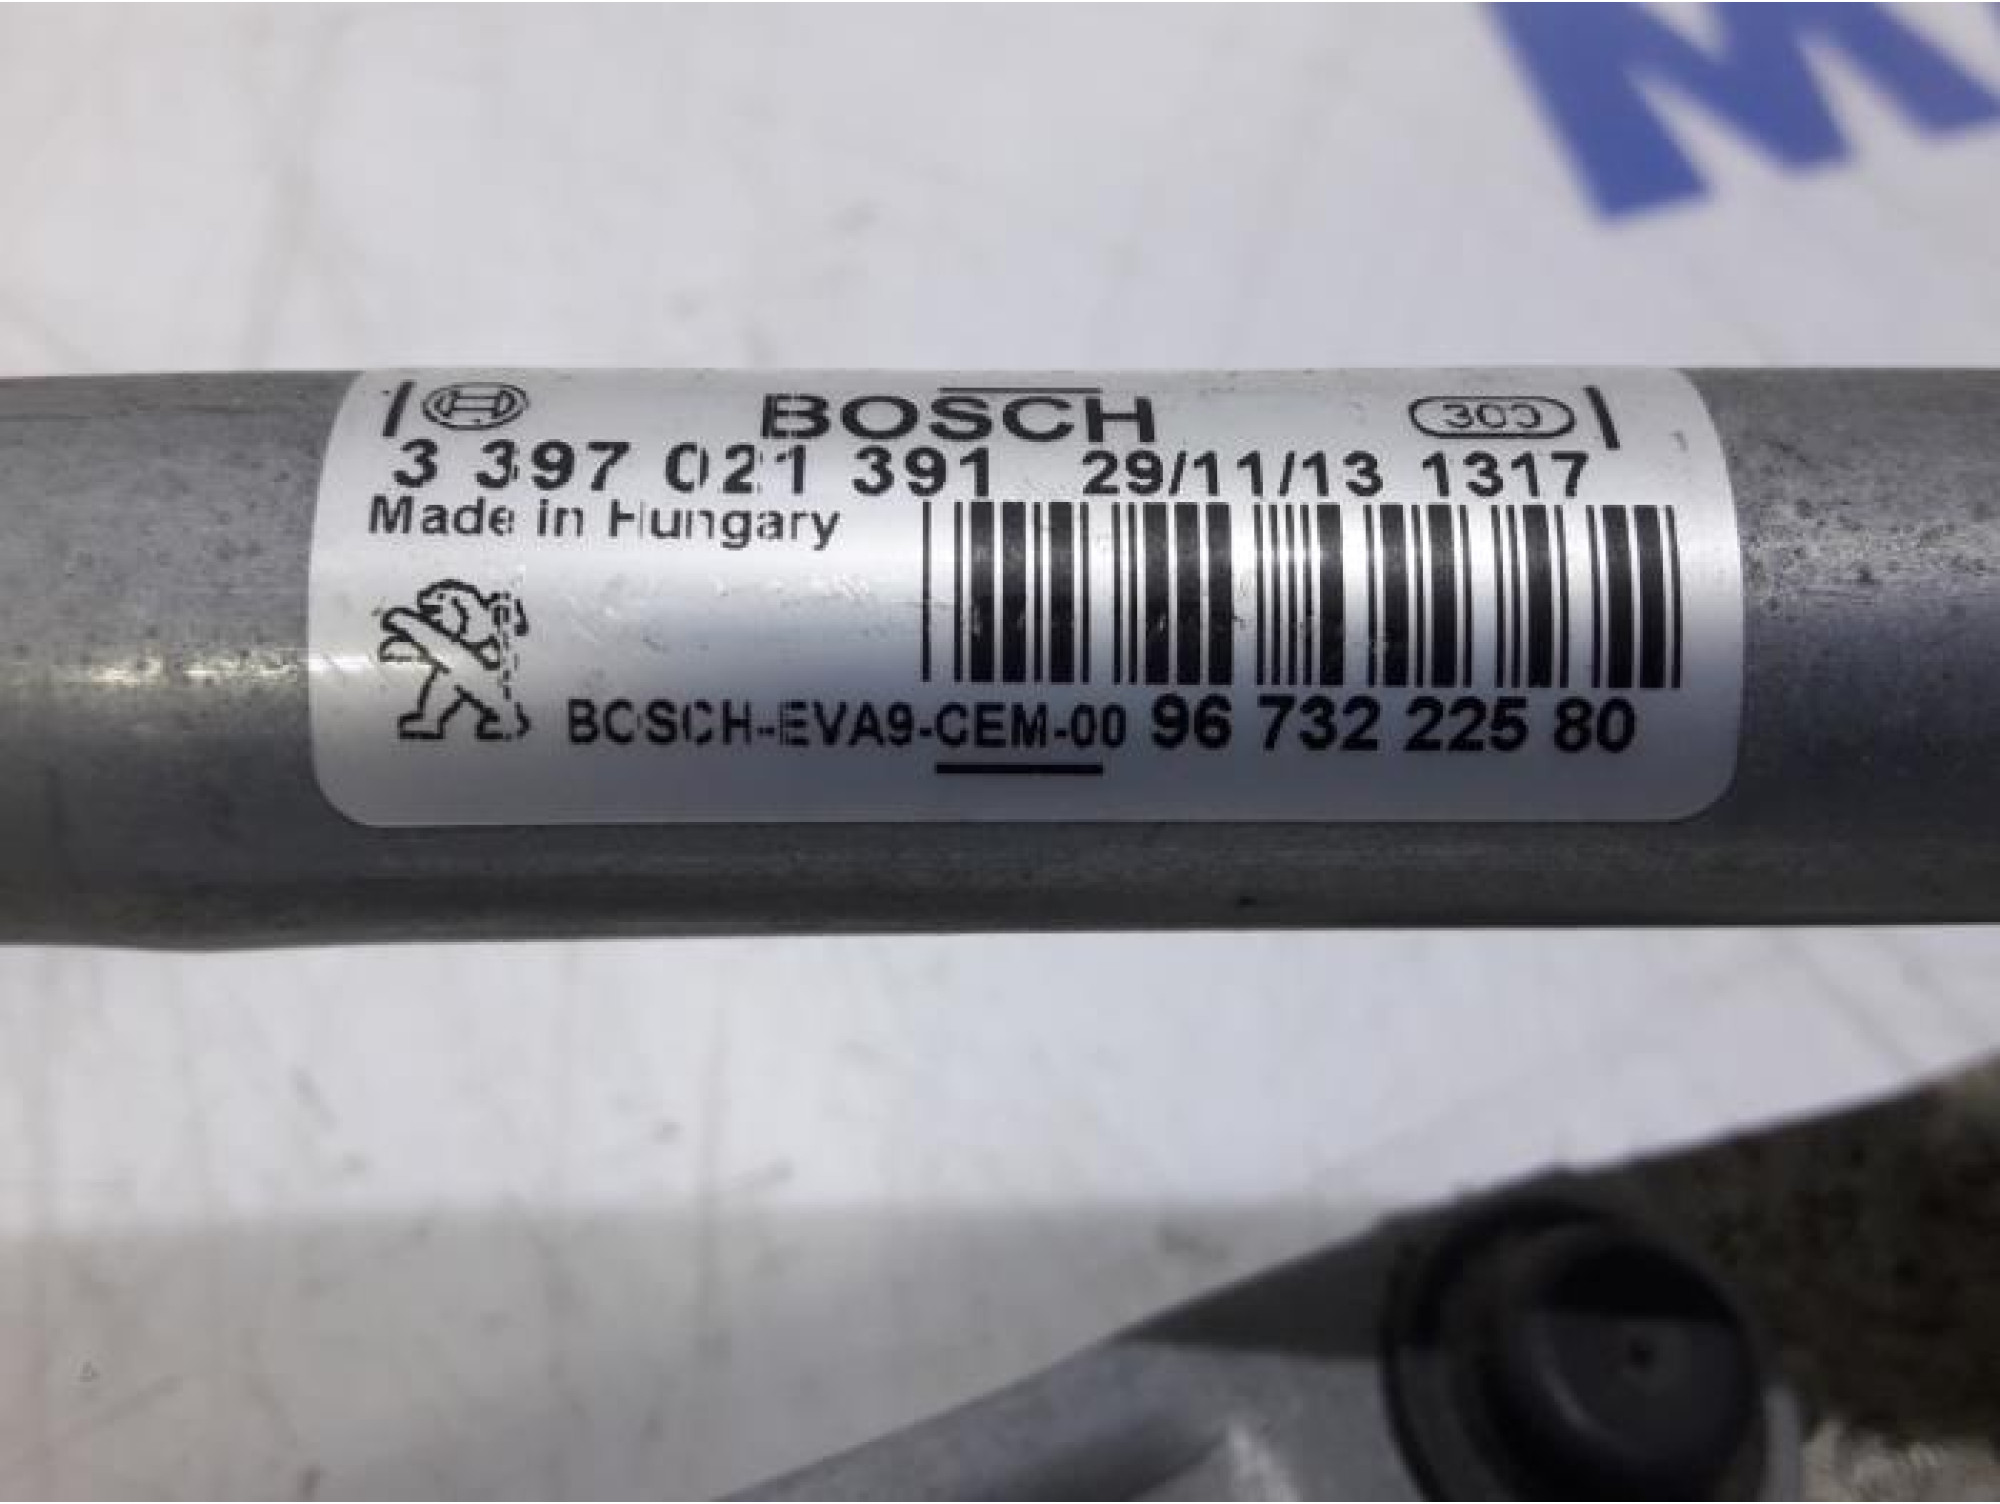 BOSCH 300
3 397 021 391 29/11/13 1317
Made in Hungary
BOSCH-EVA9-CEM-00 96 732 225 80